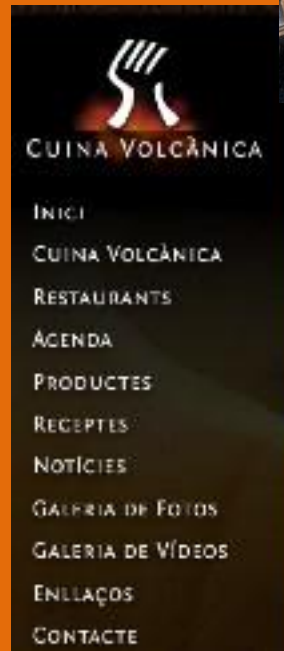 Cuina Volcànica
Inici
Cuina Volcànica
Restaurants
Agenda
Productes
Receptes
Notícies
Galeria de Fotos
Galeria de Vídeos
Enllaços
Contacte